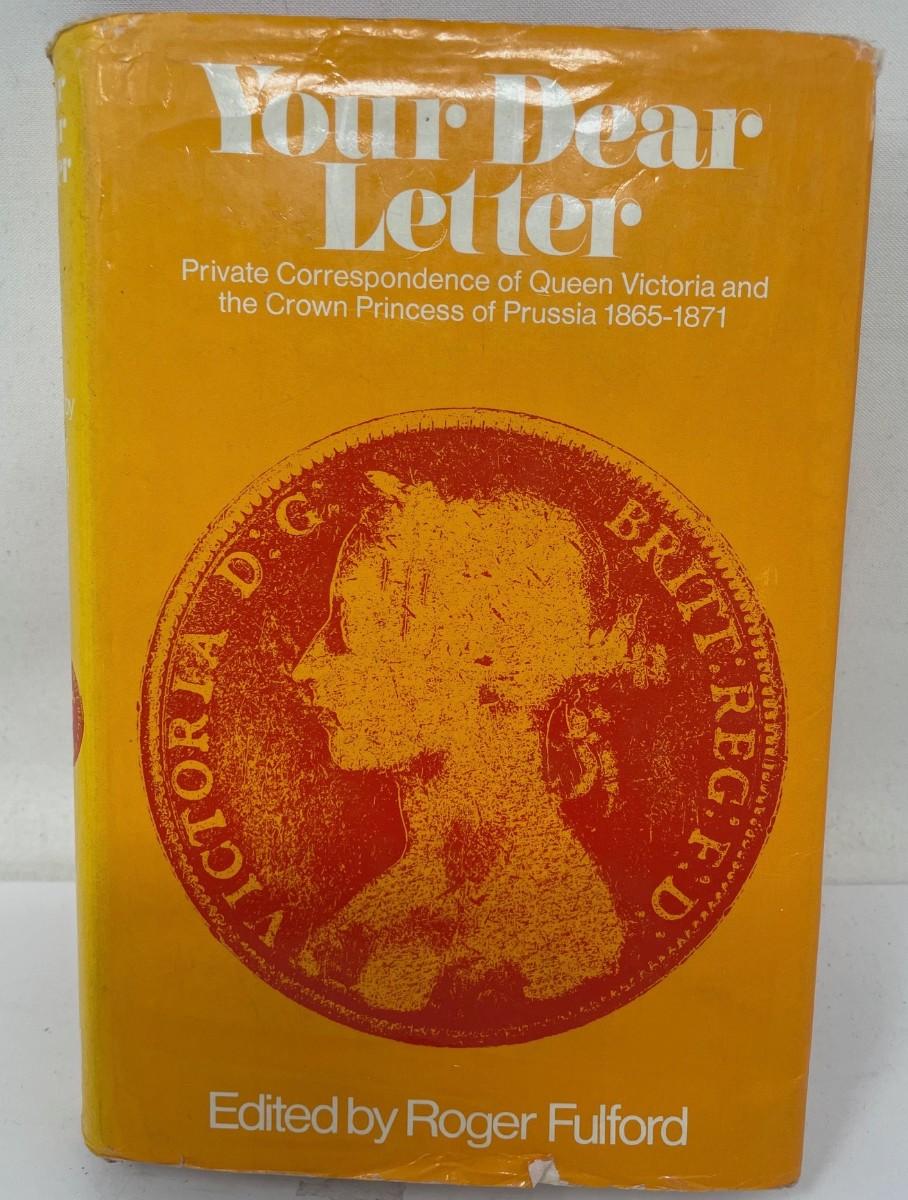 Your Dear
Letter
Private Correspondence of Queen Victoria and
the Crown Princess of Prussia 1865-1871
VICTORIA D:G:
BRITT:REG:F:D:
Edited by Roger Fulford